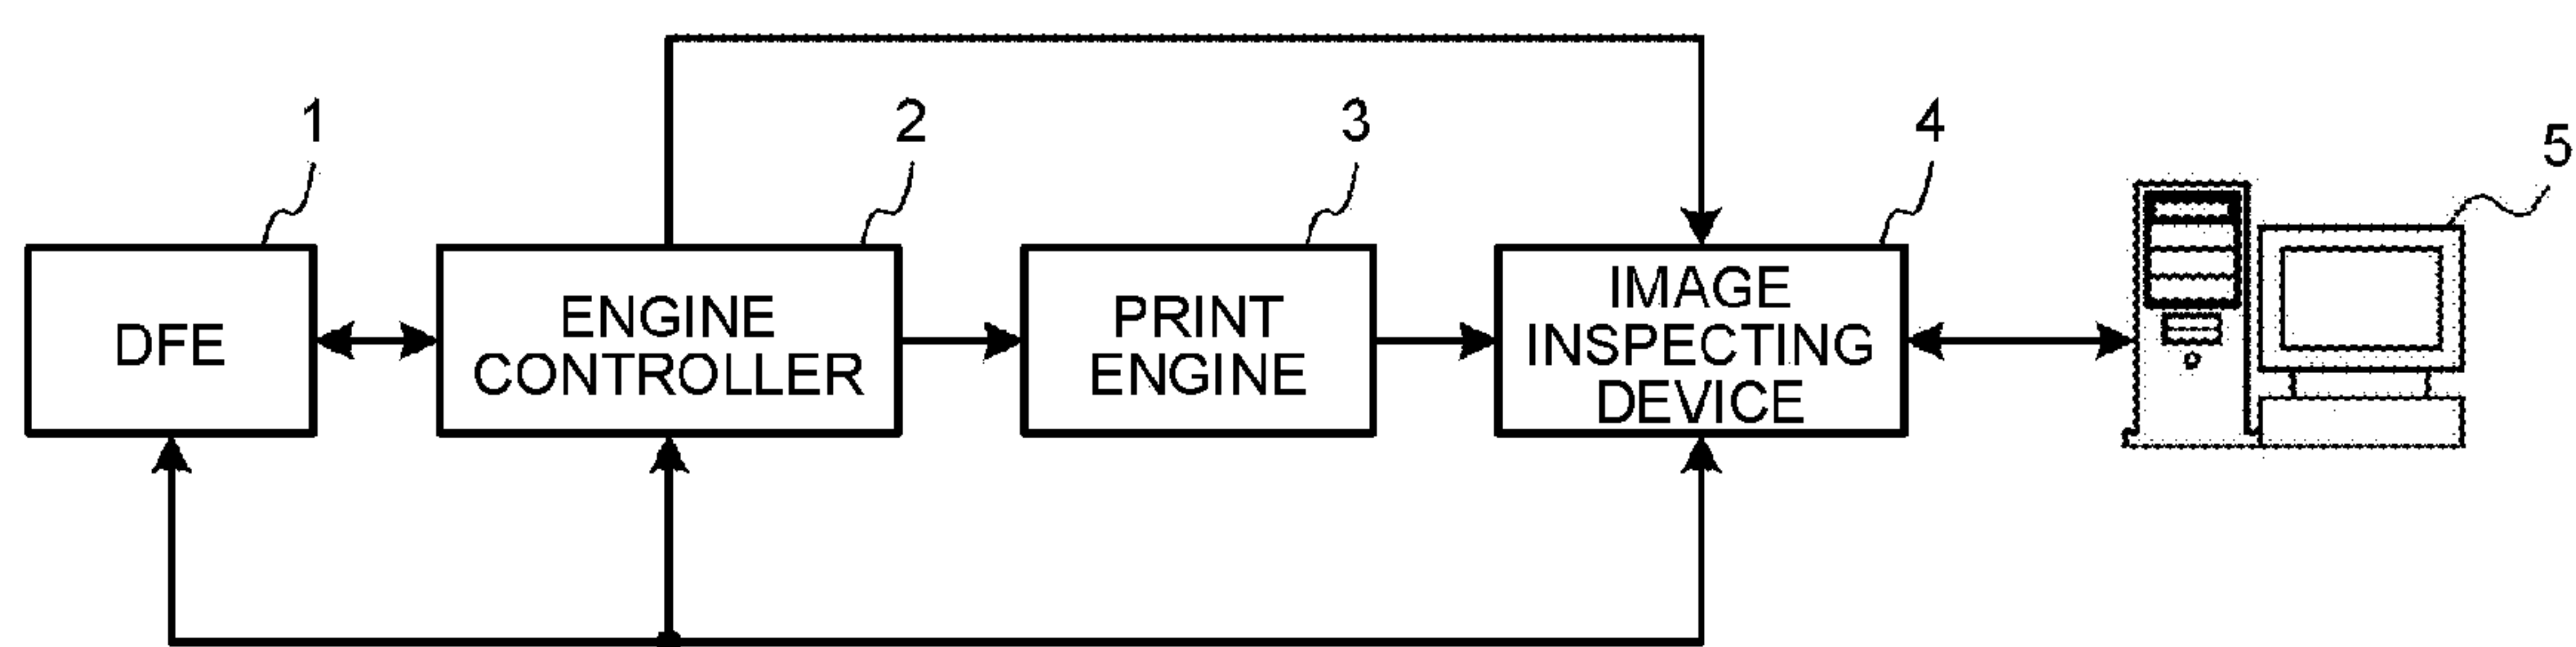 1
2
3
4
5
DFE
ENGINE
CONTROLLER
PRINT
ENGINE
IMAGE
INSPECTING
DEVICE